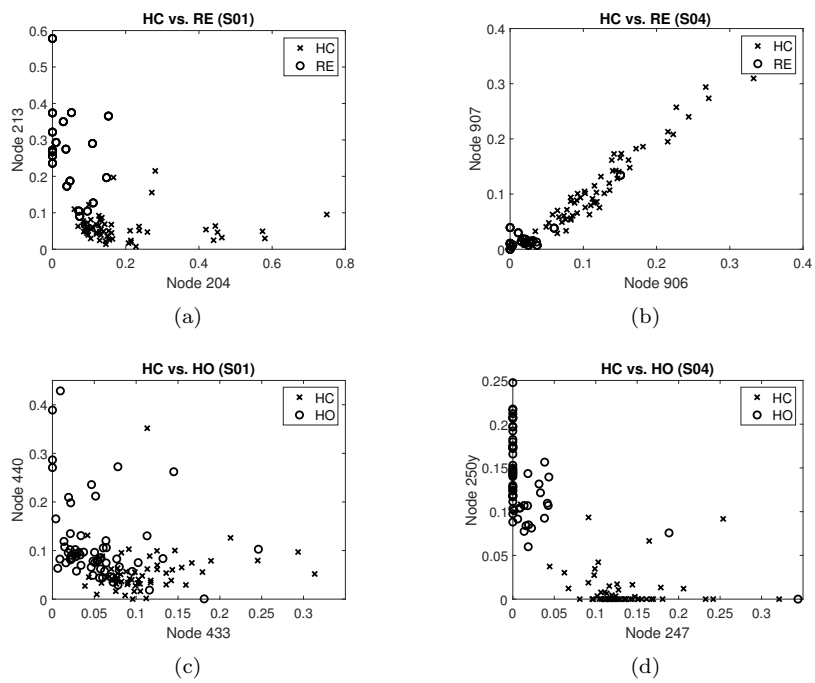 HC vs. RE (S01)
0.6
0.5
0.4
0.3
0.2
0.1
0
Node 213
HC
RE
0 0.2 0.4 0.6 0.8
Node 204
(a)
HC vs. RE (S04)
0.4
0.3
0.2
0.1
0
Node 907
HC
RE
0 0.1 0.2 0.3 0.4
Node 906
(b)
HC vs. HO (S01)
0.4
0.3
0.2
0.1
0
Node 440
HC
HO
0 0.05 0.1 0.15 0.2 0.25 0.3
Node 433
(c)
HC vs. HO (S04)
0.25
0.2
0.15
0.1
0.05
0
Node 250y
HC
HO
0 0.05 0.1 0.15 0.2 0.25 0.3
Node 247
(d)